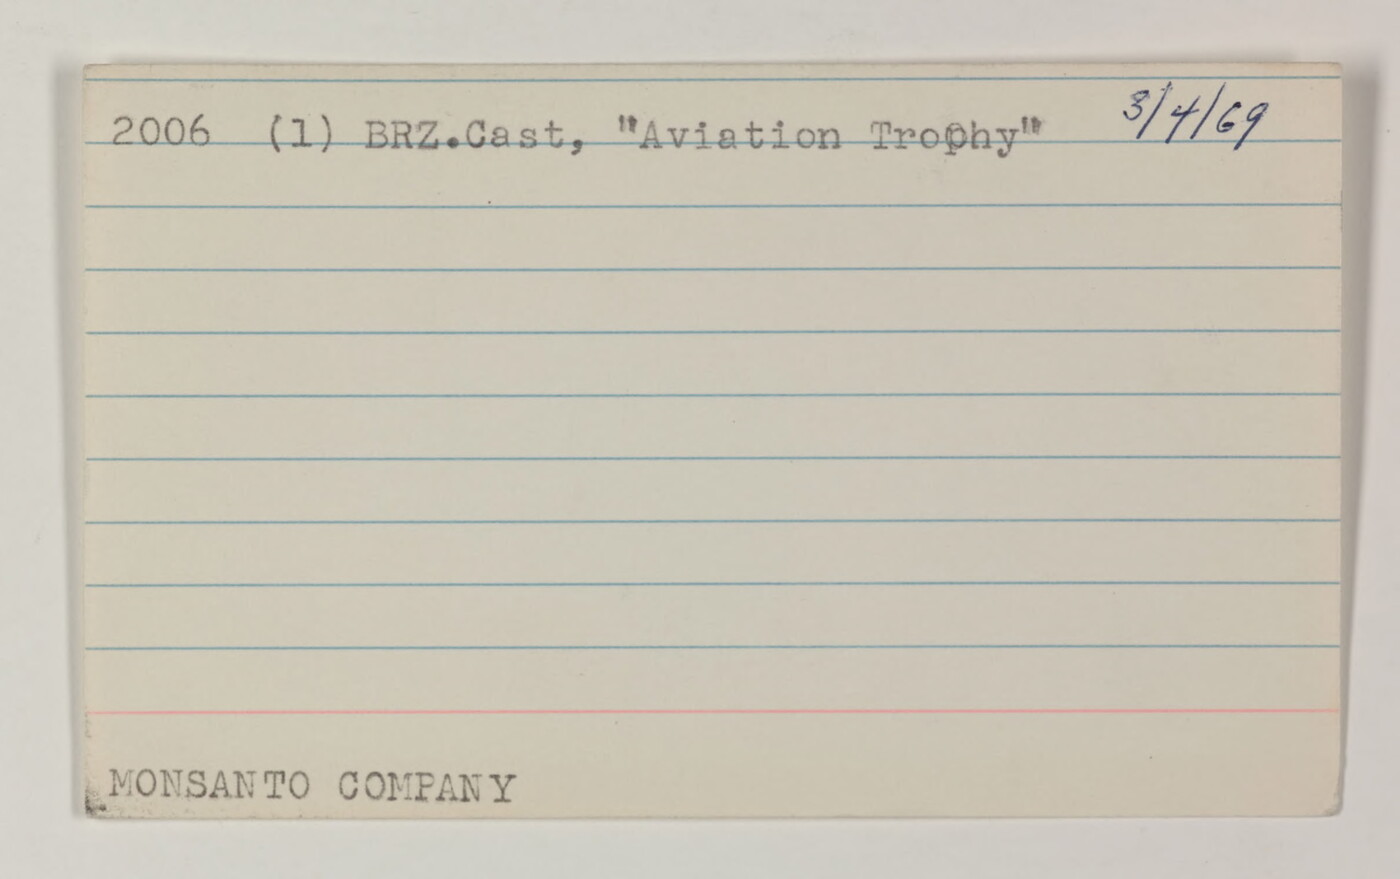 2006 (1) BRZ.Cast, "Aviation Trophy" 3/4/69
MONSANTO COMPANY